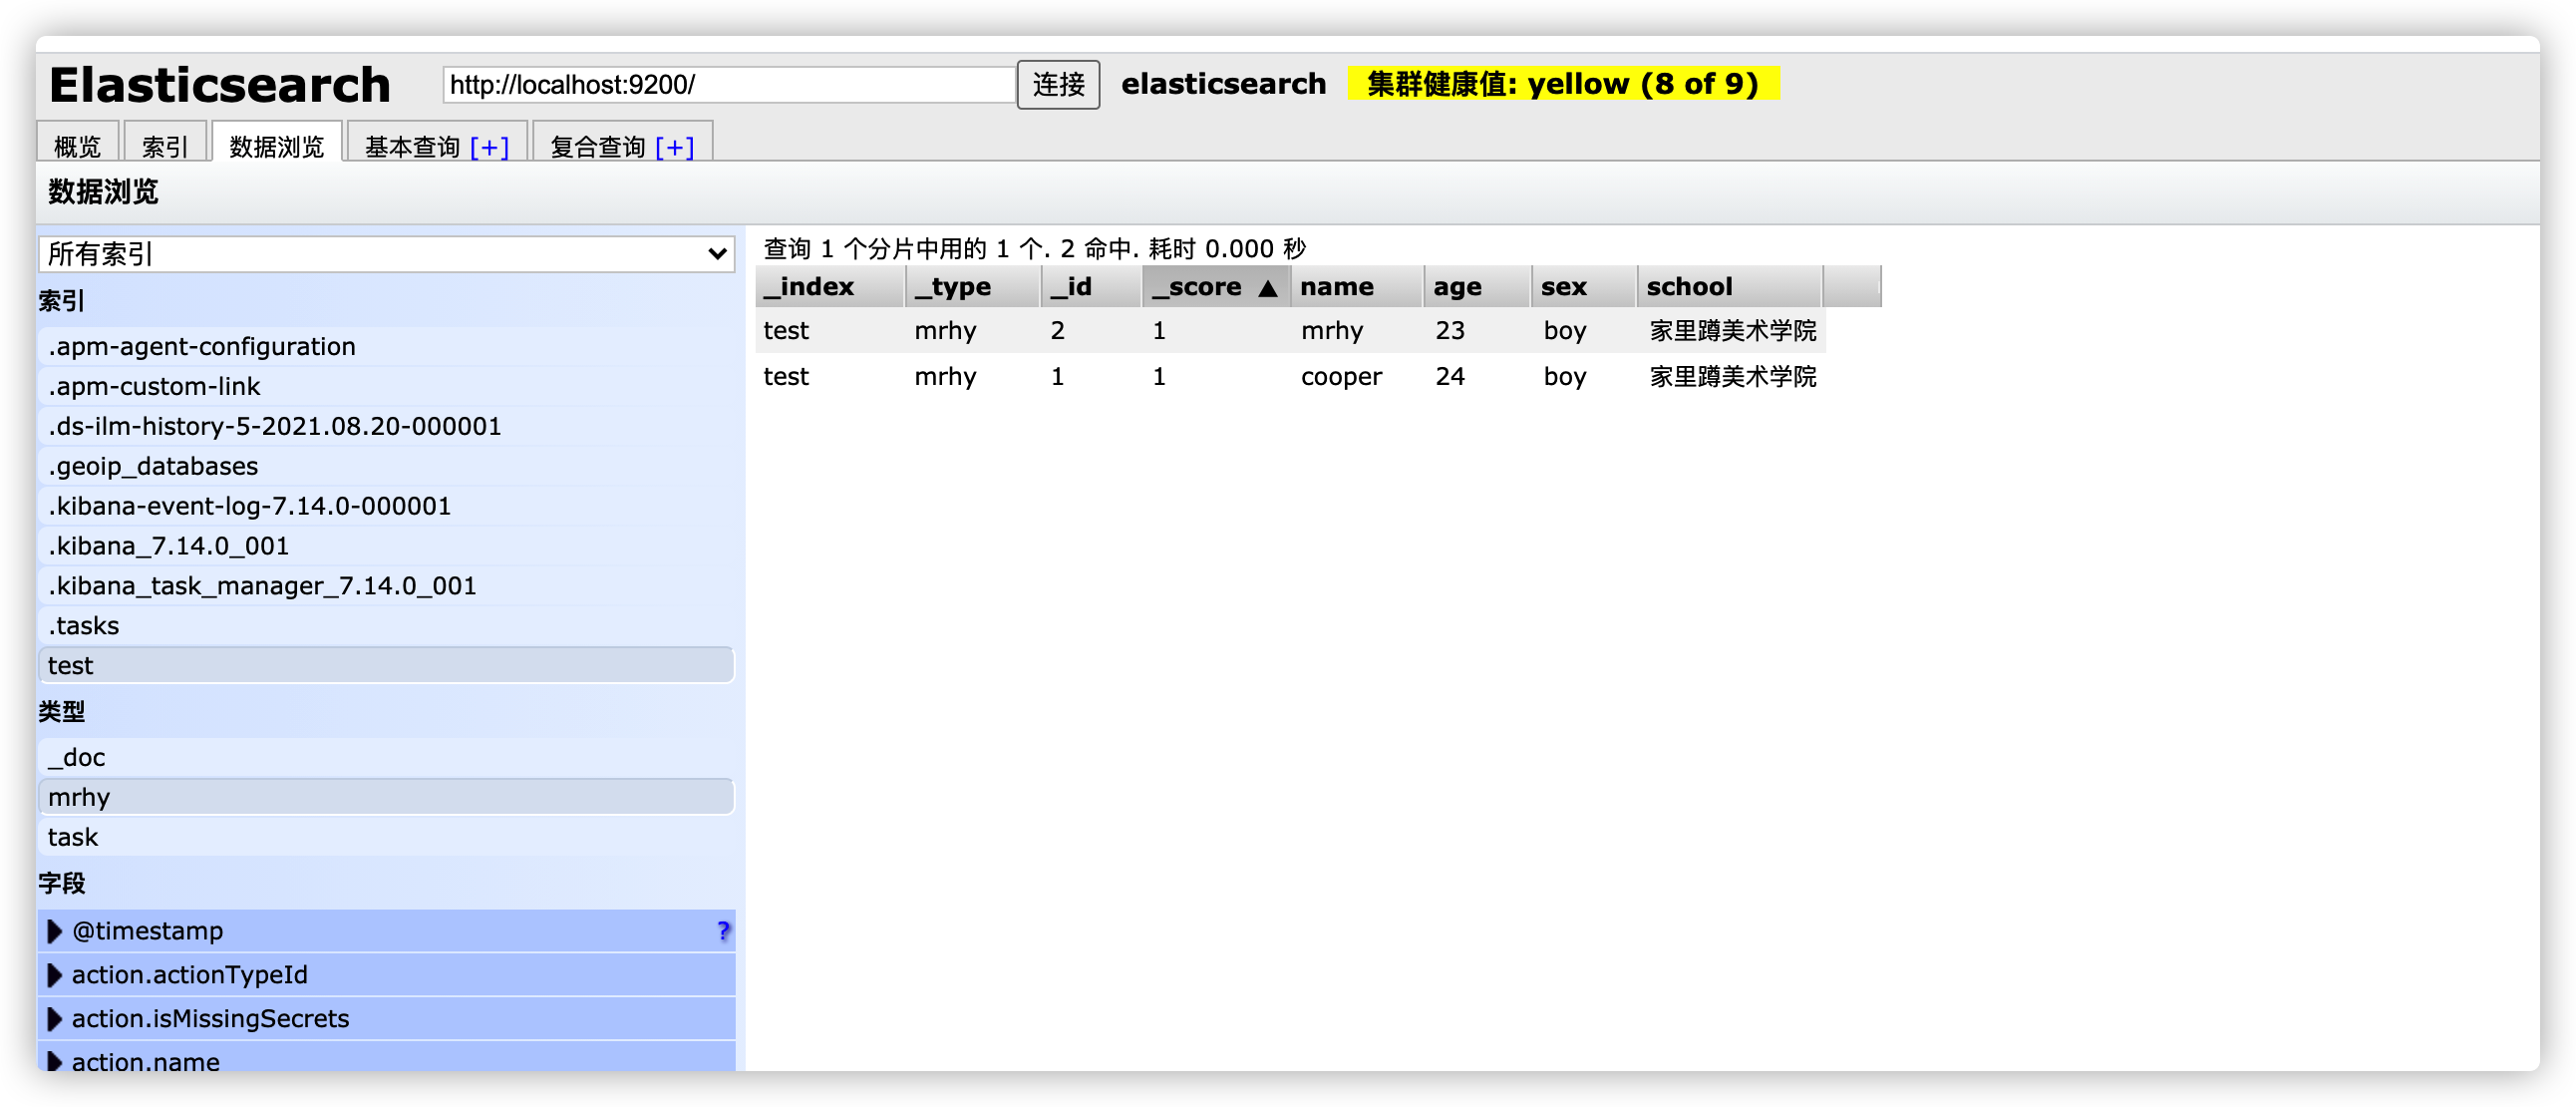 Elasticsearch http://localhost:9200/ 连接 elasticsearch 集群健康值: yellow (8 of 9)
概览 索引 数据浏览 基本查询 [+] 复合查询 [+]
数据浏览
所有索引
索引
.apm-agent-configuration
.apm-custom-link
.ds-ilm-history-5-2021.08.20-000001
.geoip_databases
.kibana-event-log-7.14.0-000001
.kibana_7.14.0_001
.kibana_task_manager_7.14.0_001
.tasks
test
类型
_doc
mrhy
task
字段
@timestamp ?
action.actionTypeId
action.isMissingSecrets
action.name
查询 1 个分片中用的 1 个. 2 命中. 耗时 0.000 秒
_index _type _id _score ▲ name age sex school
test mrhy 2 1 mrhy 23 boy 家里蹲美术学院
test mrhy 1 1 cooper 24 boy 家里蹲美术学院